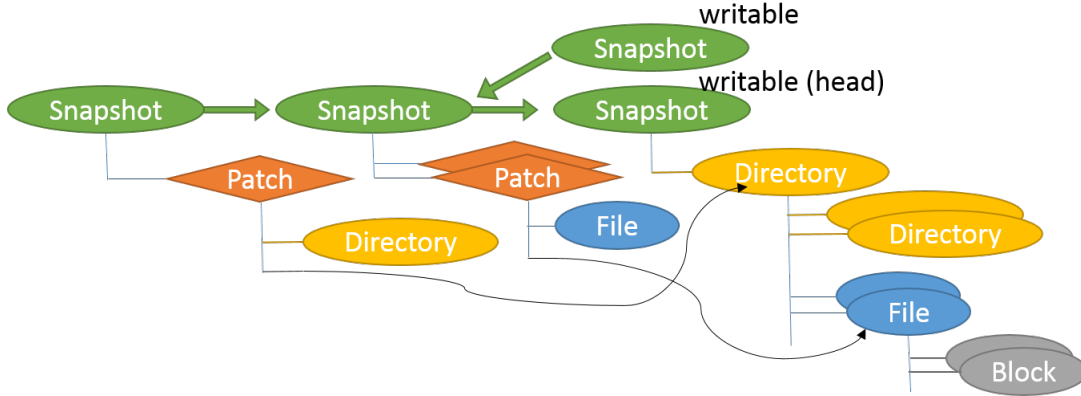 writable
Snapshot
writable (head)
Snapshot
Snapshot
Snapshot
Patch
Patch
Directory
Directory
File
Directory
File
Block